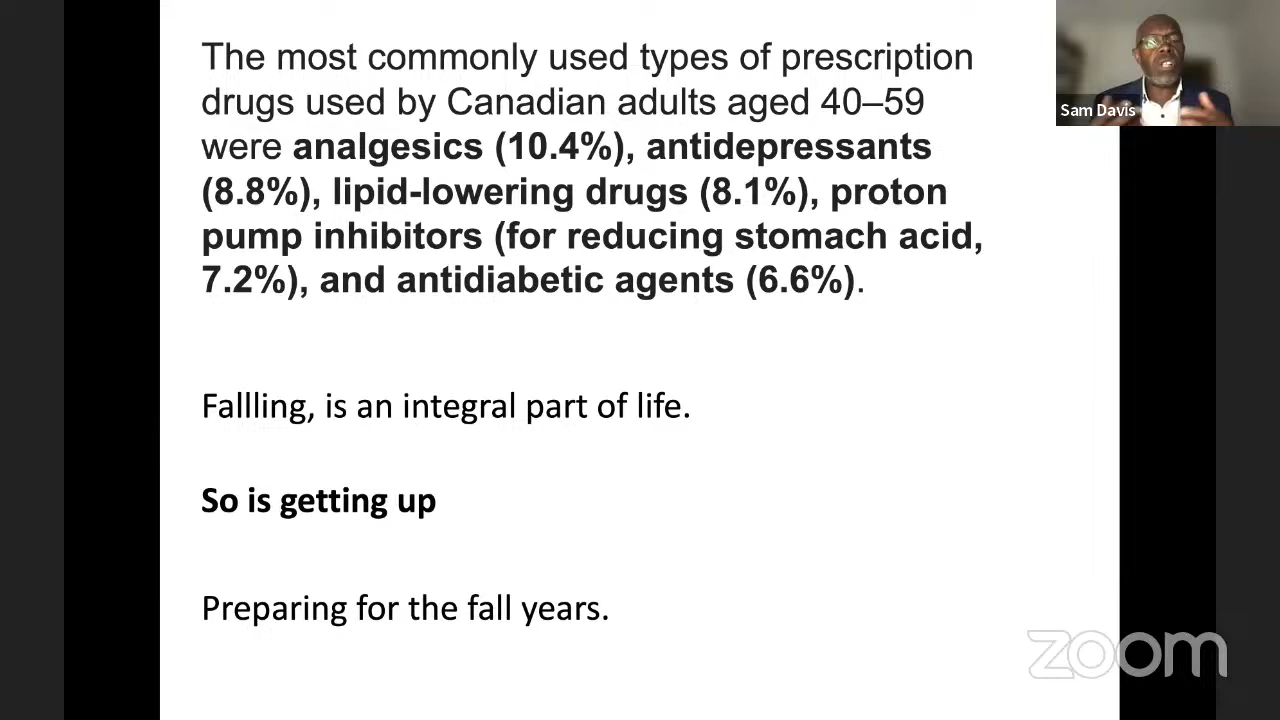 The most commonly used types of prescription
drugs used by Canadian adults aged 40–59
were analgesics (10.4%), antidepressants
(8.8%), lipid-lowering drugs (8.1%), proton
pump inhibitors (for reducing stomach acid,
7.2%), and antidiabetic agents (6.6%).
Fallling, is an integral part of life.
So is getting up
Preparing for the fall years.
Sam Davis
zoom